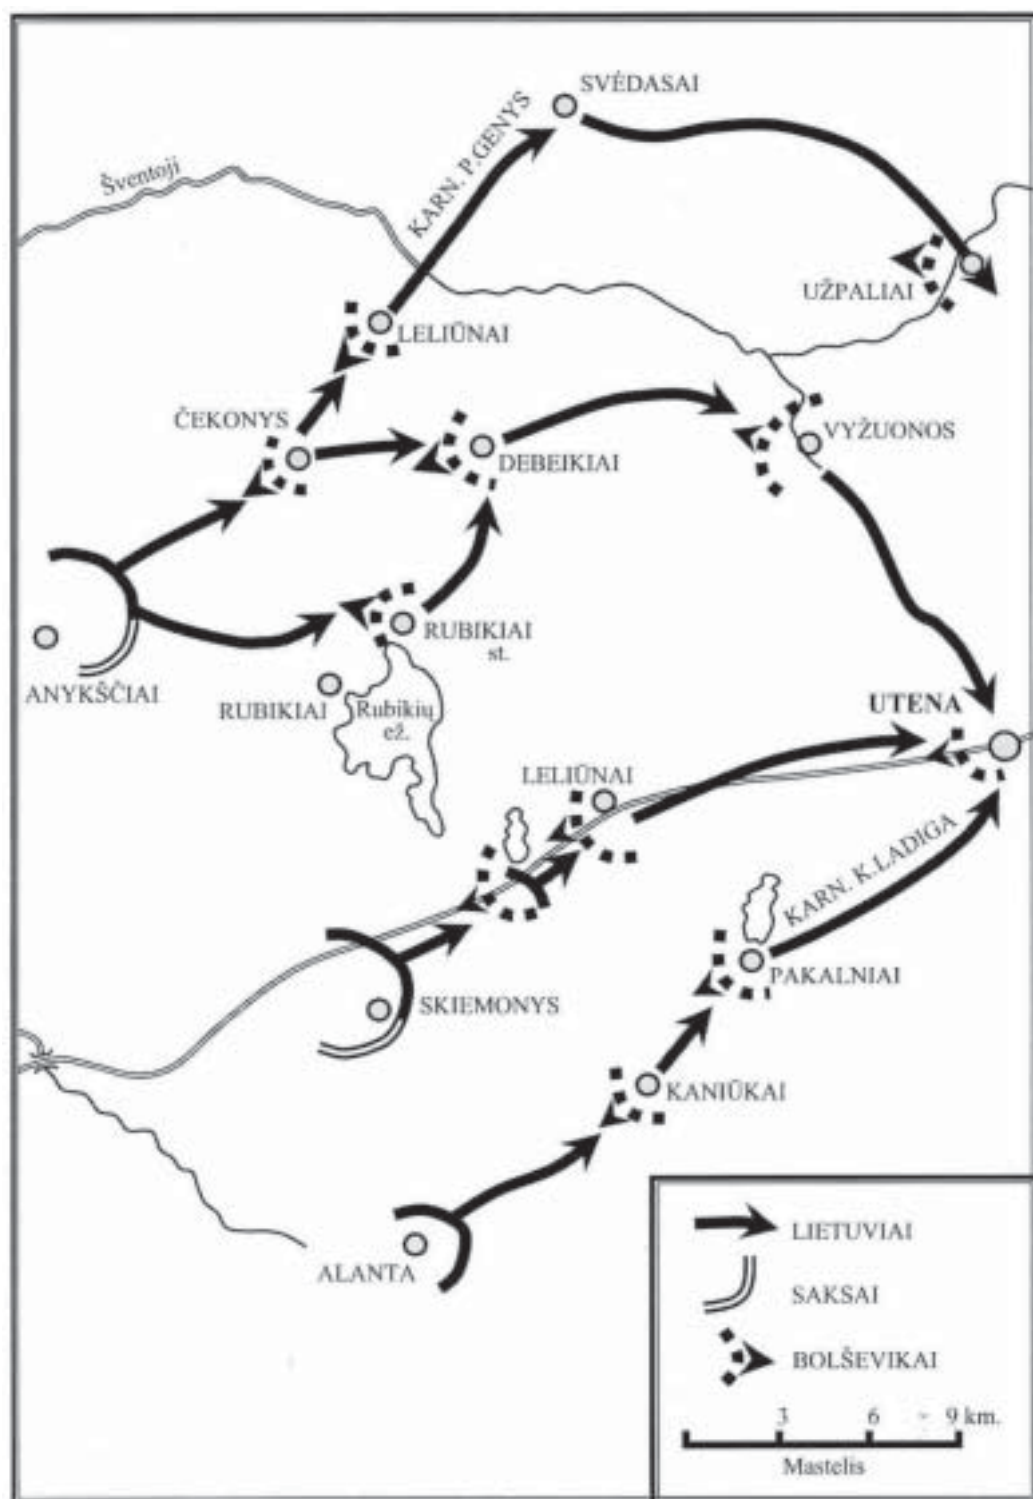 SVĖDASAI
KARN. P.GENYS
Šventoji
UŽPALIAI
LELIŪNAI
ČEKONYS
VYŽUONOS
DEBEIKIAI
RUBIKIAI
st.
ANYKŠČIAI
RUBIKIAI
Rubikių
ež.
UTENA
LELIŪNAI
KARN. K.LADIGA
PAKALNIAI
SKIEMONYS
KANIŪKAI
ALANTA
LIETUVIAI
SAKSAI
BOLŠEVIKAI
3 6 9 km.
Mastelis